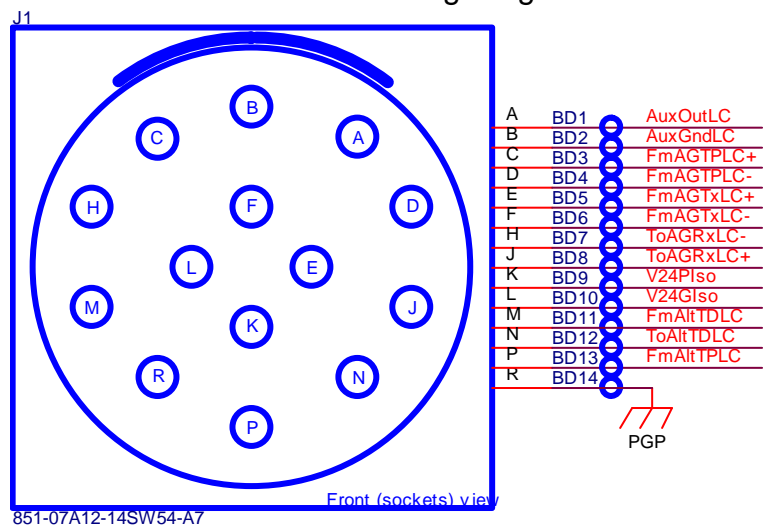 J1
B
C
A
H
F
D
L
E
M
K
J
R
N
P
Front (sockets) view
851-07A12-14SW54-A7
A BD1 AuxOutLC
B BD2 AuxGndLC
C BD3 FmAGTPLC+
D BD4 FmAGTPLC-
E BD5 FmAGTxLC+
F BD6 FmAGTxLC-
H BD7 ToAGRxLC-
J BD8 ToAGRxLC+
K BD9 V24PIso
L BD10 V24GIso
M BD11 FmAltTDLC
N BD12 ToAltTDLC
P BD13 FmAltTPLC
R BD14
PGP